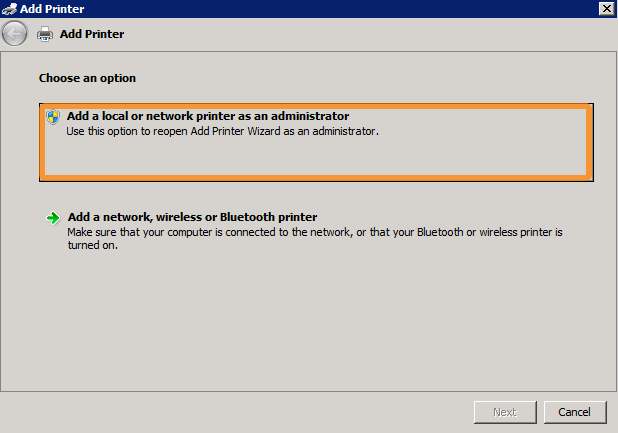 Add Printer
Add Printer
Choose an option
Add a local or network printer as an administrator
Use this option to reopen Add Printer Wizard as an administrator.
Add a network, wireless or Bluetooth printer
Make sure that your computer is connected to the network, or that your Bluetooth or wireless printer is
turned on.
Next
Cancel